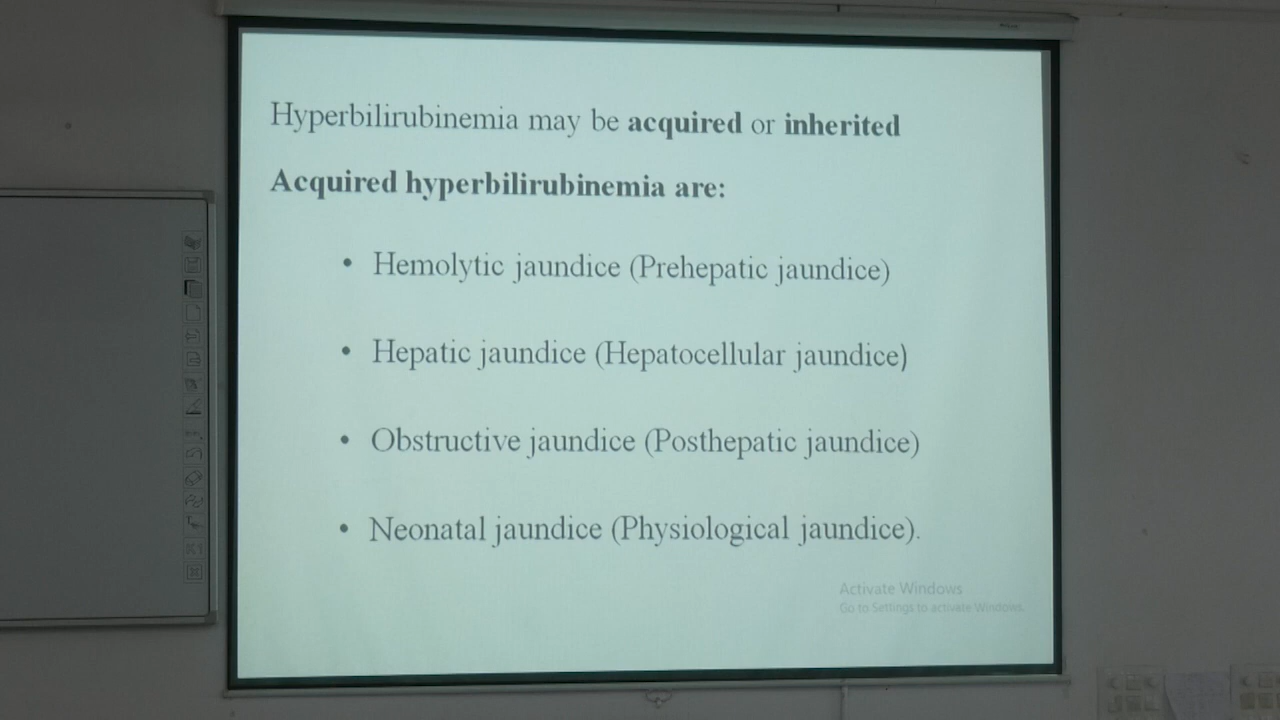 Hyperbilirubinemia may be acquired or inherited
Acquired hyperbilirubinemia are:
• Hemolytic jaundice (Prehepatic jaundice)
• Hepatic jaundice (Hepatocellular jaundice)
• Obstructive jaundice (Posthepatic jaundice)
• Neonatal jaundice (Physiological jaundice).
Activate Windows
Go to Settings to activate Windows.